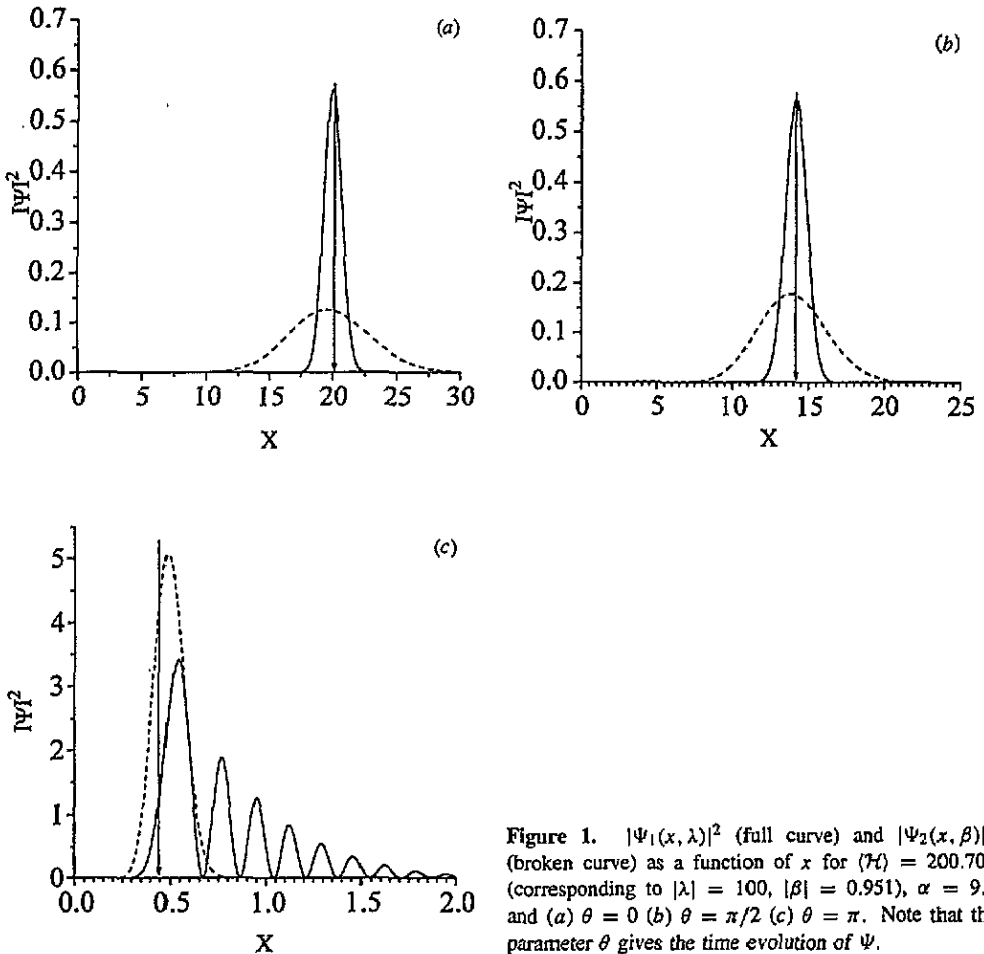 (a)
0.7
0.6
0.5
0.4
0.3
0.2
0.1
0.0
|Ψ|²
0 5 10 15 20 25 30
X
(b)
0.7
0.6
0.5
0.4
0.3
0.2
0.1
0.0
|Ψ|²
0 5 10 15 20 25
X
(c)
5
4
3
2
1
0
|Ψ|²
0.0 0.5 1.0 1.5 2.0
X
Figure 1. |Ψ₁(x, λ)|² (full curve) and |Ψ₂(x, β)|
(broken curve) as a function of x for ⟨ℋ⟩ = 200.70
(corresponding to |λ| = 100, |β| = 0.951), α = 9.
and (a) θ = 0 (b) θ = π/2 (c) θ = π. Note that th
parameter θ gives the time evolution of Ψ.